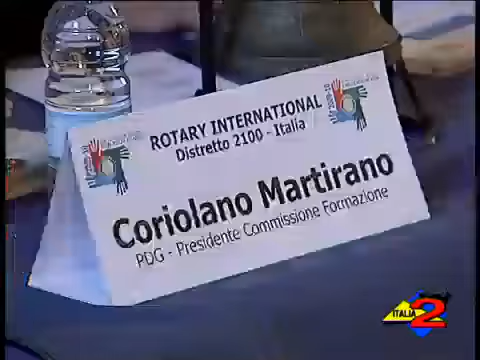 ROTARY INTERNATIONAL
Distretto 2100 - Italia
Coriolano Martirano
PDG - Presidente Commissione Formazione
ITALIA 2